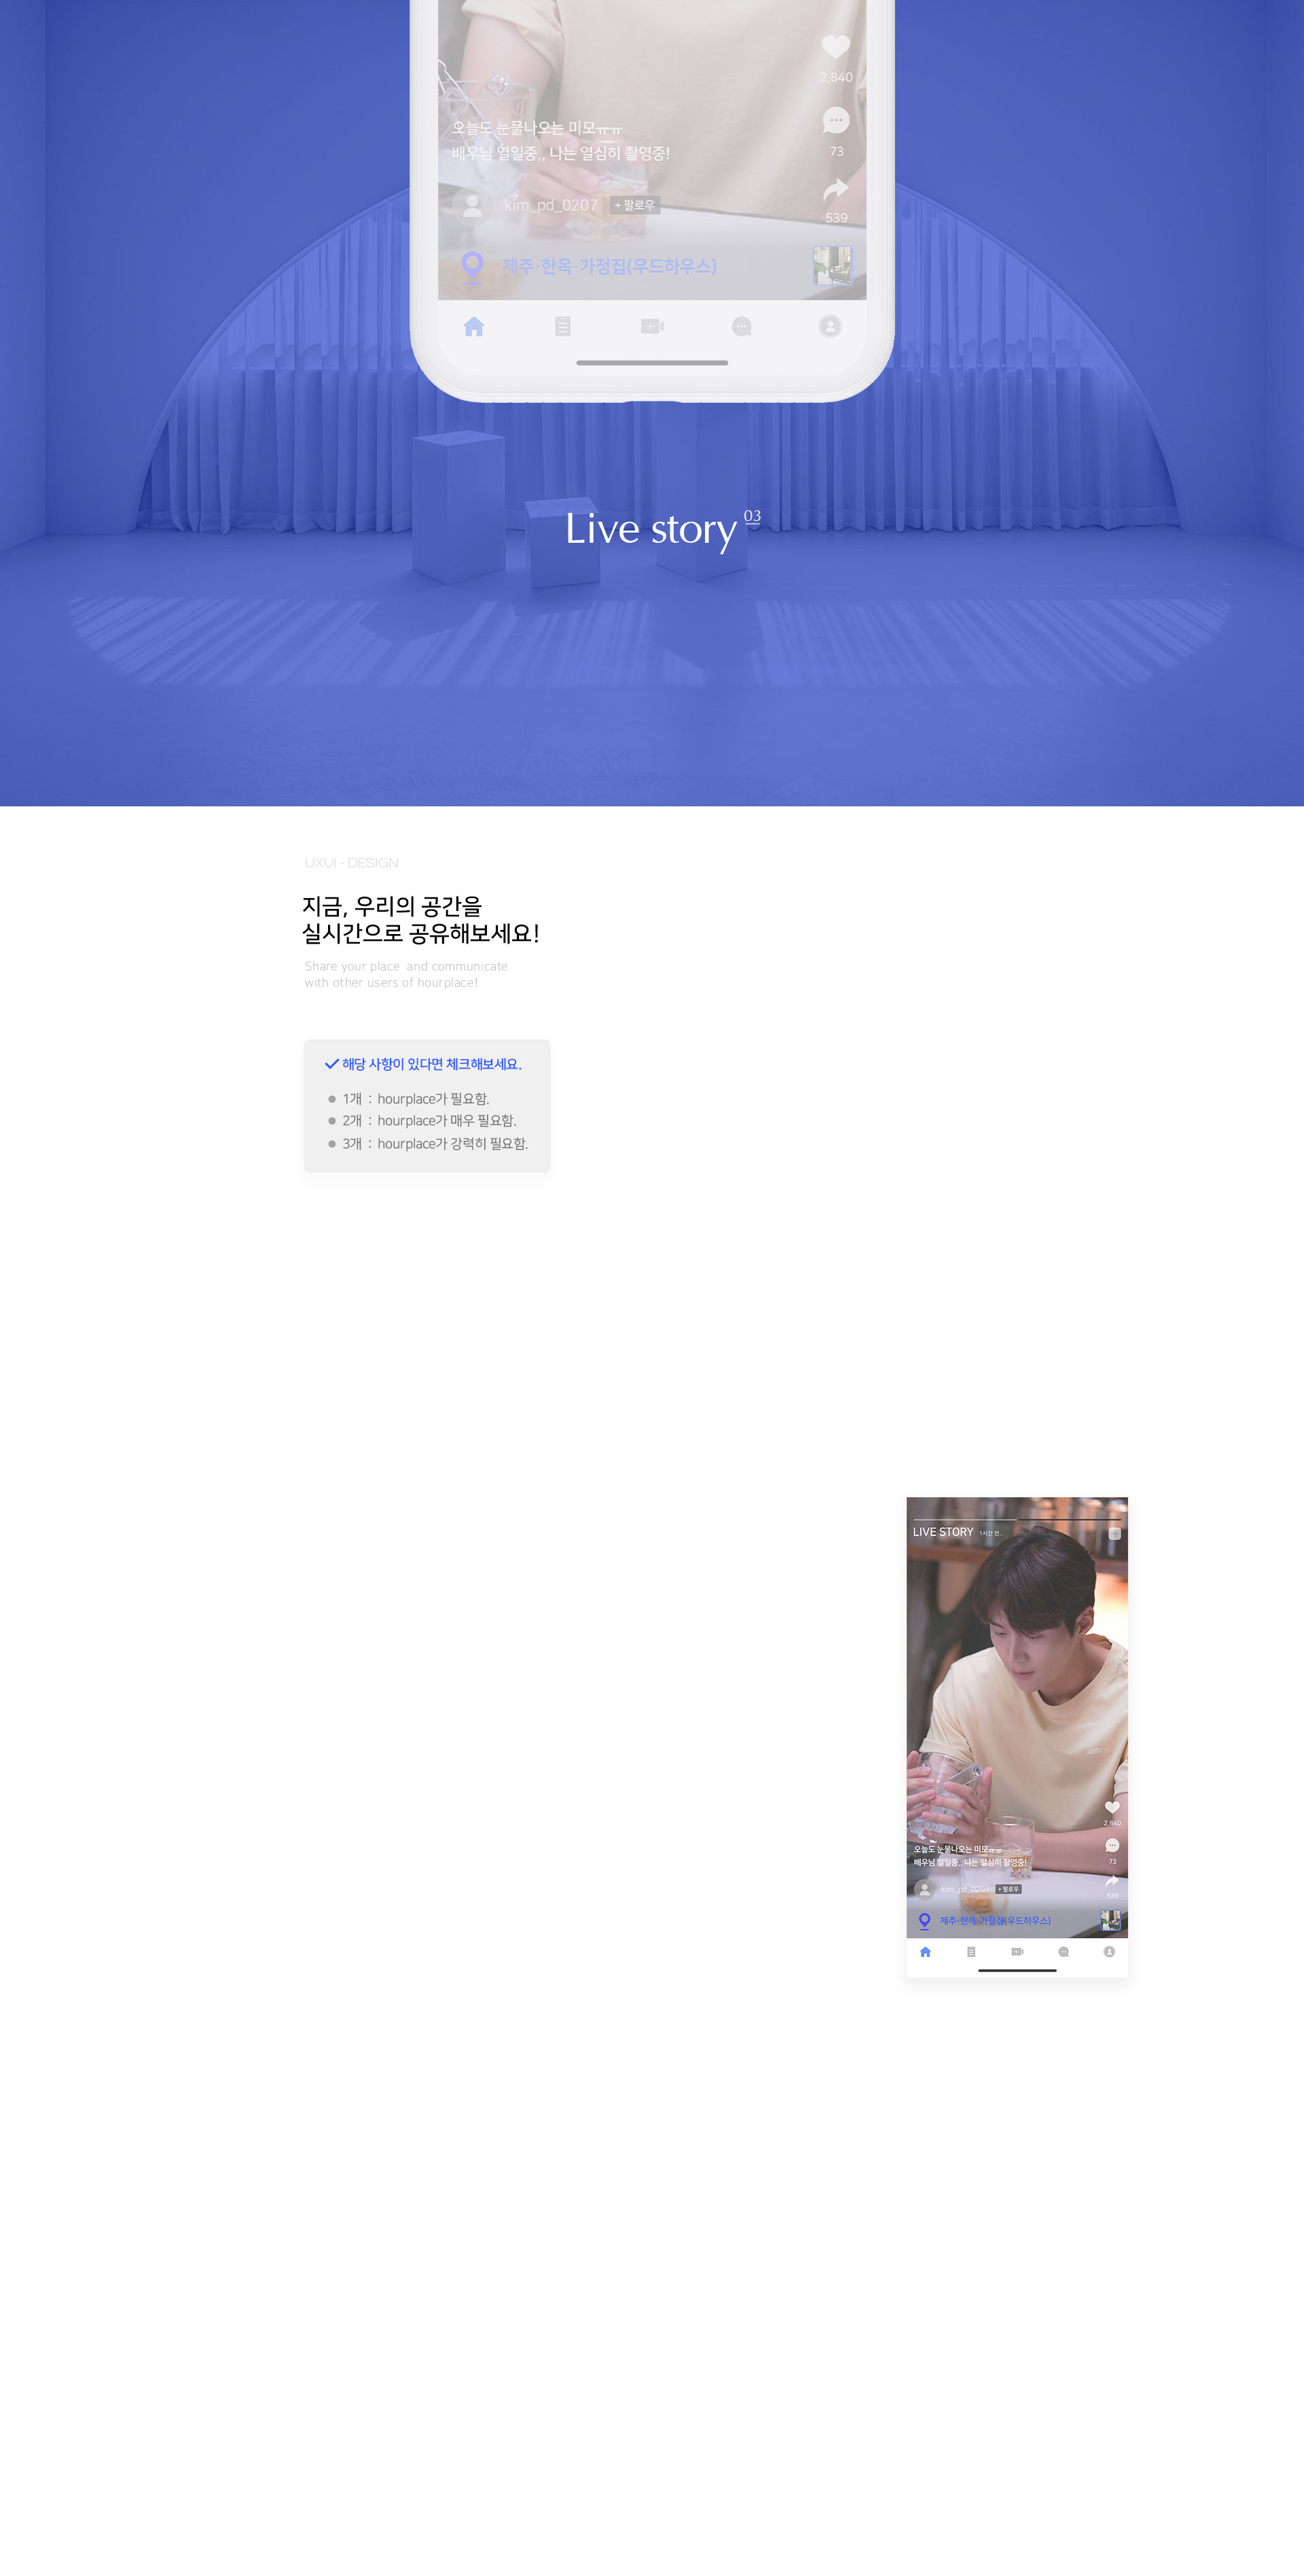 2,840
오늘도 눈물나오는 미모ㅠㅠ
73
배우님 열일중,, 나는 열심히 촬영중!
kim_pd_0207 + 팔로우
539
제주·한옥·가정집(우드하우스)
Live story 03
UXUI - DESIGN
지금, 우리의 공간을
실시간으로 공유해보세요!
Share your place and communicate
with other users of hourplace!
해당 사항이 있다면 체크해보세요.
1개 : hourplace가 필요함.
2개 : hourplace가 매우 필요함.
3개 : hourplace가 강력히 필요함.
LIVE STORY 1시간 전..
2,840
오늘도 눈물나오는 미모ㅠㅠ
73
배우님 열일중,, 나는 열심히 촬영중!
kim_pd_0207 + 팔로우
539
제주·한옥·가정집(우드하우스)